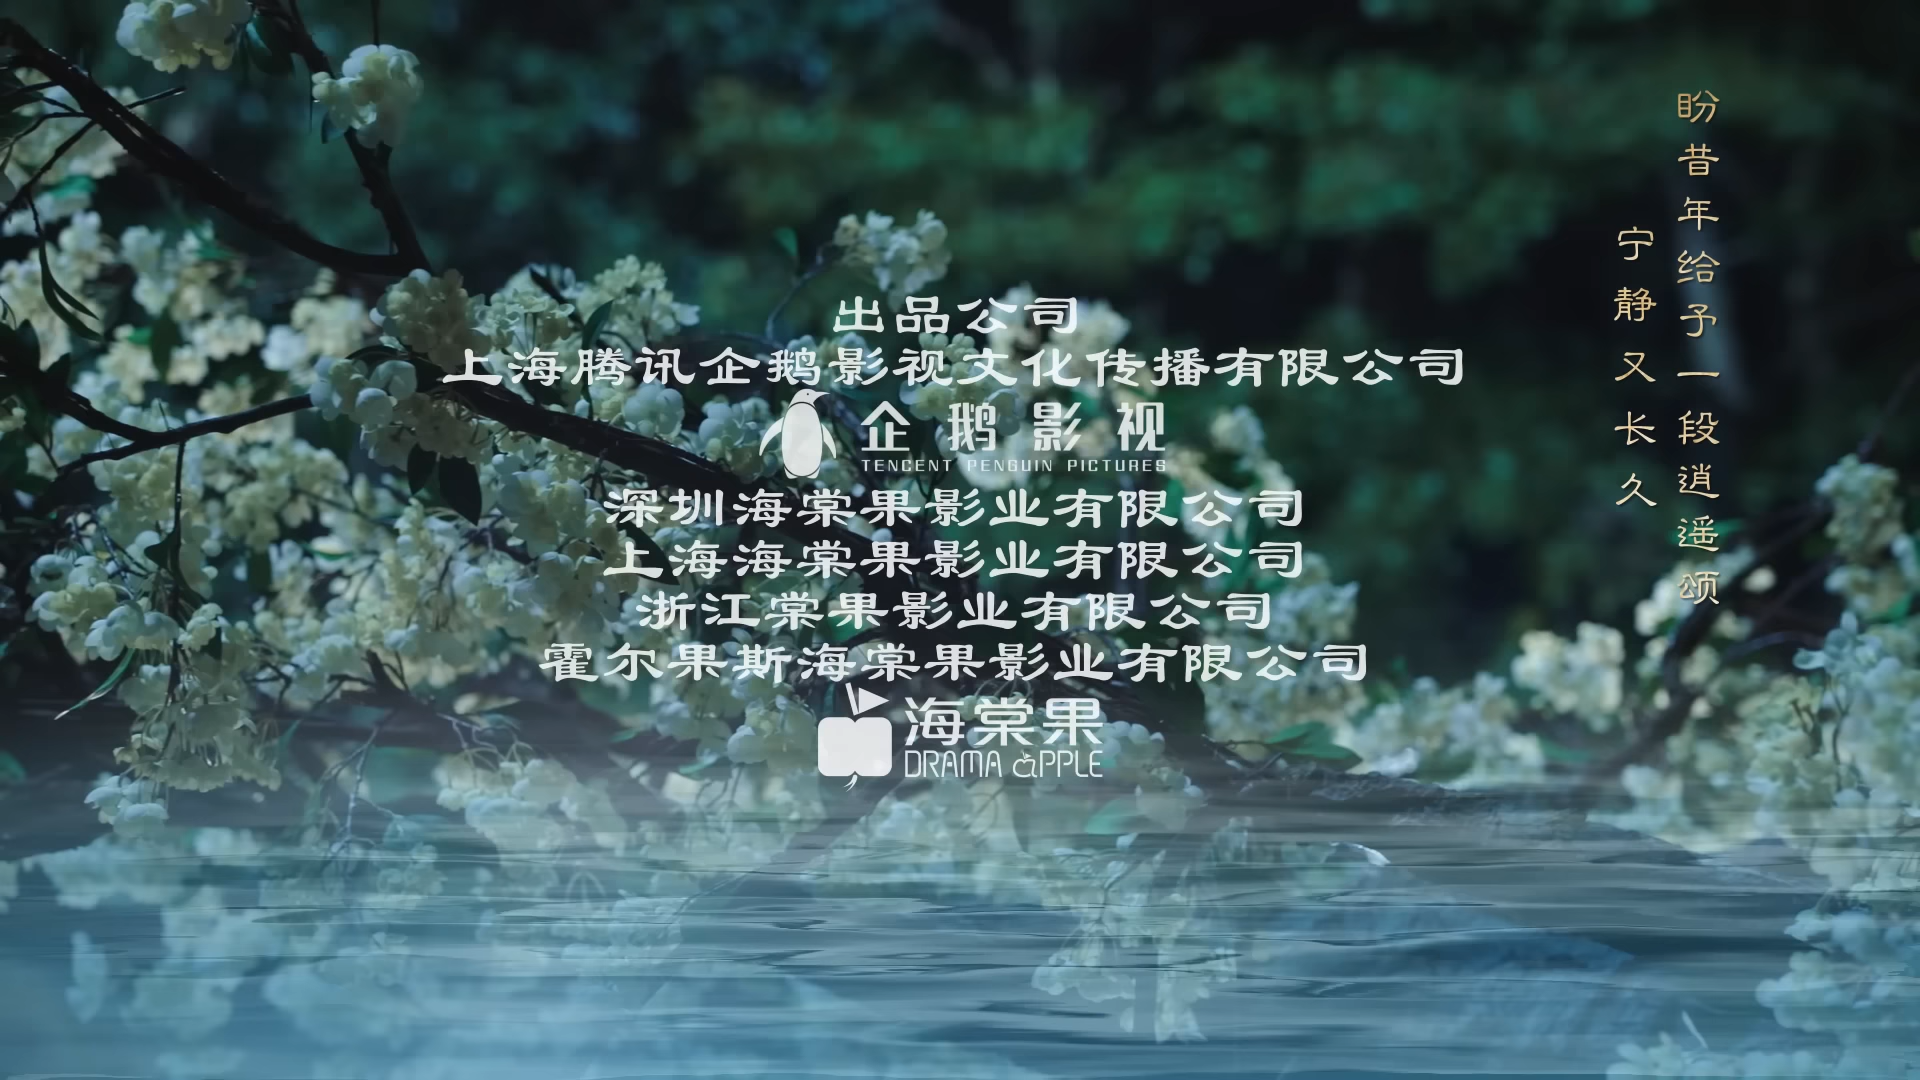 出品公司
上海腾讯企鹅影视文化传播有限公司
企鹅影视
TENCENT PENGUIN PICTURES
深圳海棠果影业有限公司
上海海棠果影业有限公司
浙江棠果影业有限公司
霍尔果斯海棠果影业有限公司
海棠果
DRAMA APPLE
盼昔年给予一段逍遥颂
宁静又长久